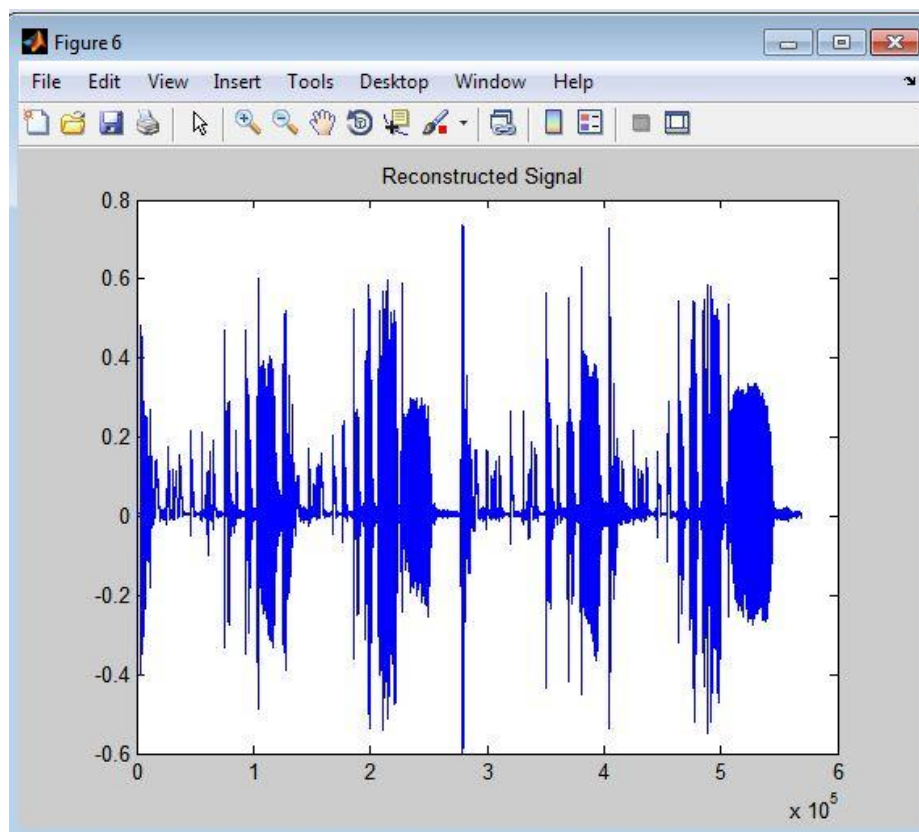 Figure 6
File Edit View Insert Tools Desktop Window Help
Reconstructed Signal
0.8
0.6
0.4
0.2
0
-0.2
-0.4
-0.6
0 1 2 3 4 5 6
x 10^5